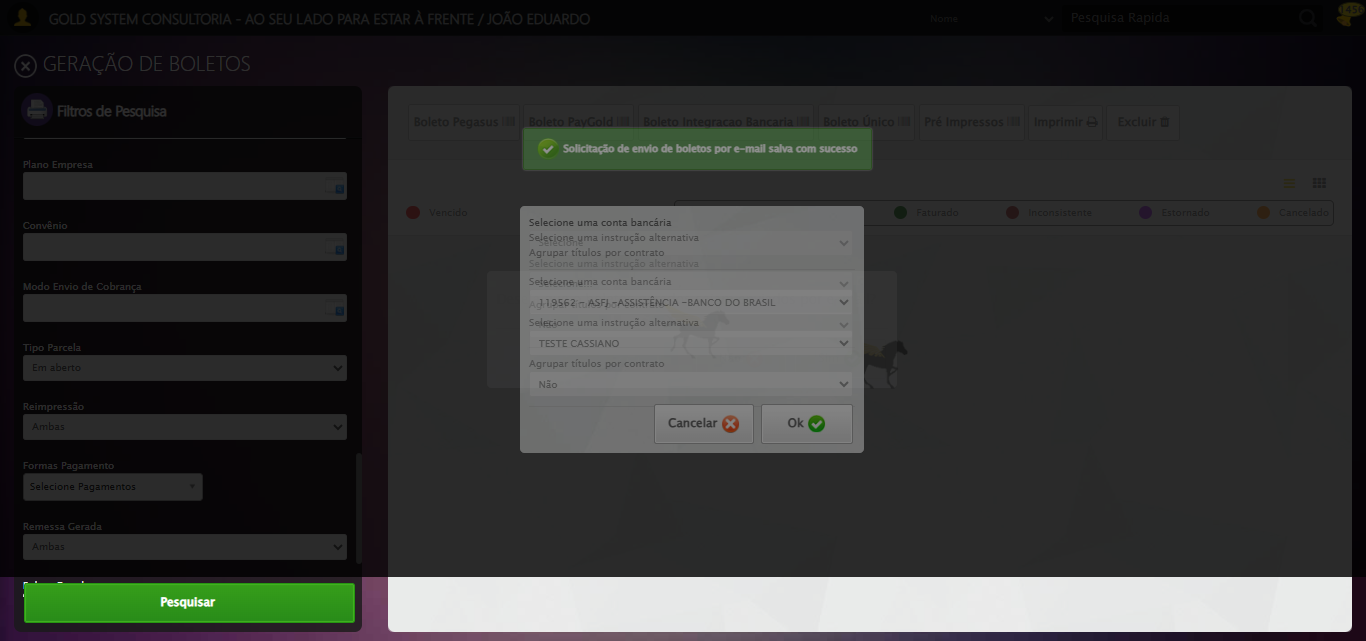 GOLD SYSTEM CONSULTORIA - AO SEU LADO PARA ESTAR À FRENTE / JOÃO EDUARDO
Nome
Pesquisa Rapida
GERAÇÃO DE BOLETOS
Filtros de Pesquisa
Plano Empresa
Convênio
Modo Envio de Cobrança
Tipo Parcela
Em aberto
Reimpressão
Ambas
Formas Pagamento
Selecione Pagamentos
Remessa Gerada
Ambas
Pesquisar
Boleto Pegasus
Boleto PayGold
Boleto Integracao Bancaria
Boleto Único
Pré Impressos
Imprimir
Excluir
Solicitação de envio de boletos por e-mail salva com sucesso
Vencido
Faturado
Inconsistente
Estornado
Cancelado
Selecione uma conta bancária
Selecione uma instrução alternativa
Selecione
Agrupar títulos por contrato
Selecione uma instrução alternativa
Selecione uma conta bancária
Selecione
119562 - ASFJ -ASSISTÊNCIA -BANCO DO BRASIL
Selecione uma instrução alternativa
Não
TESTE CASSIANO
Agrupar títulos por contrato
Não
Cancelar
Ok